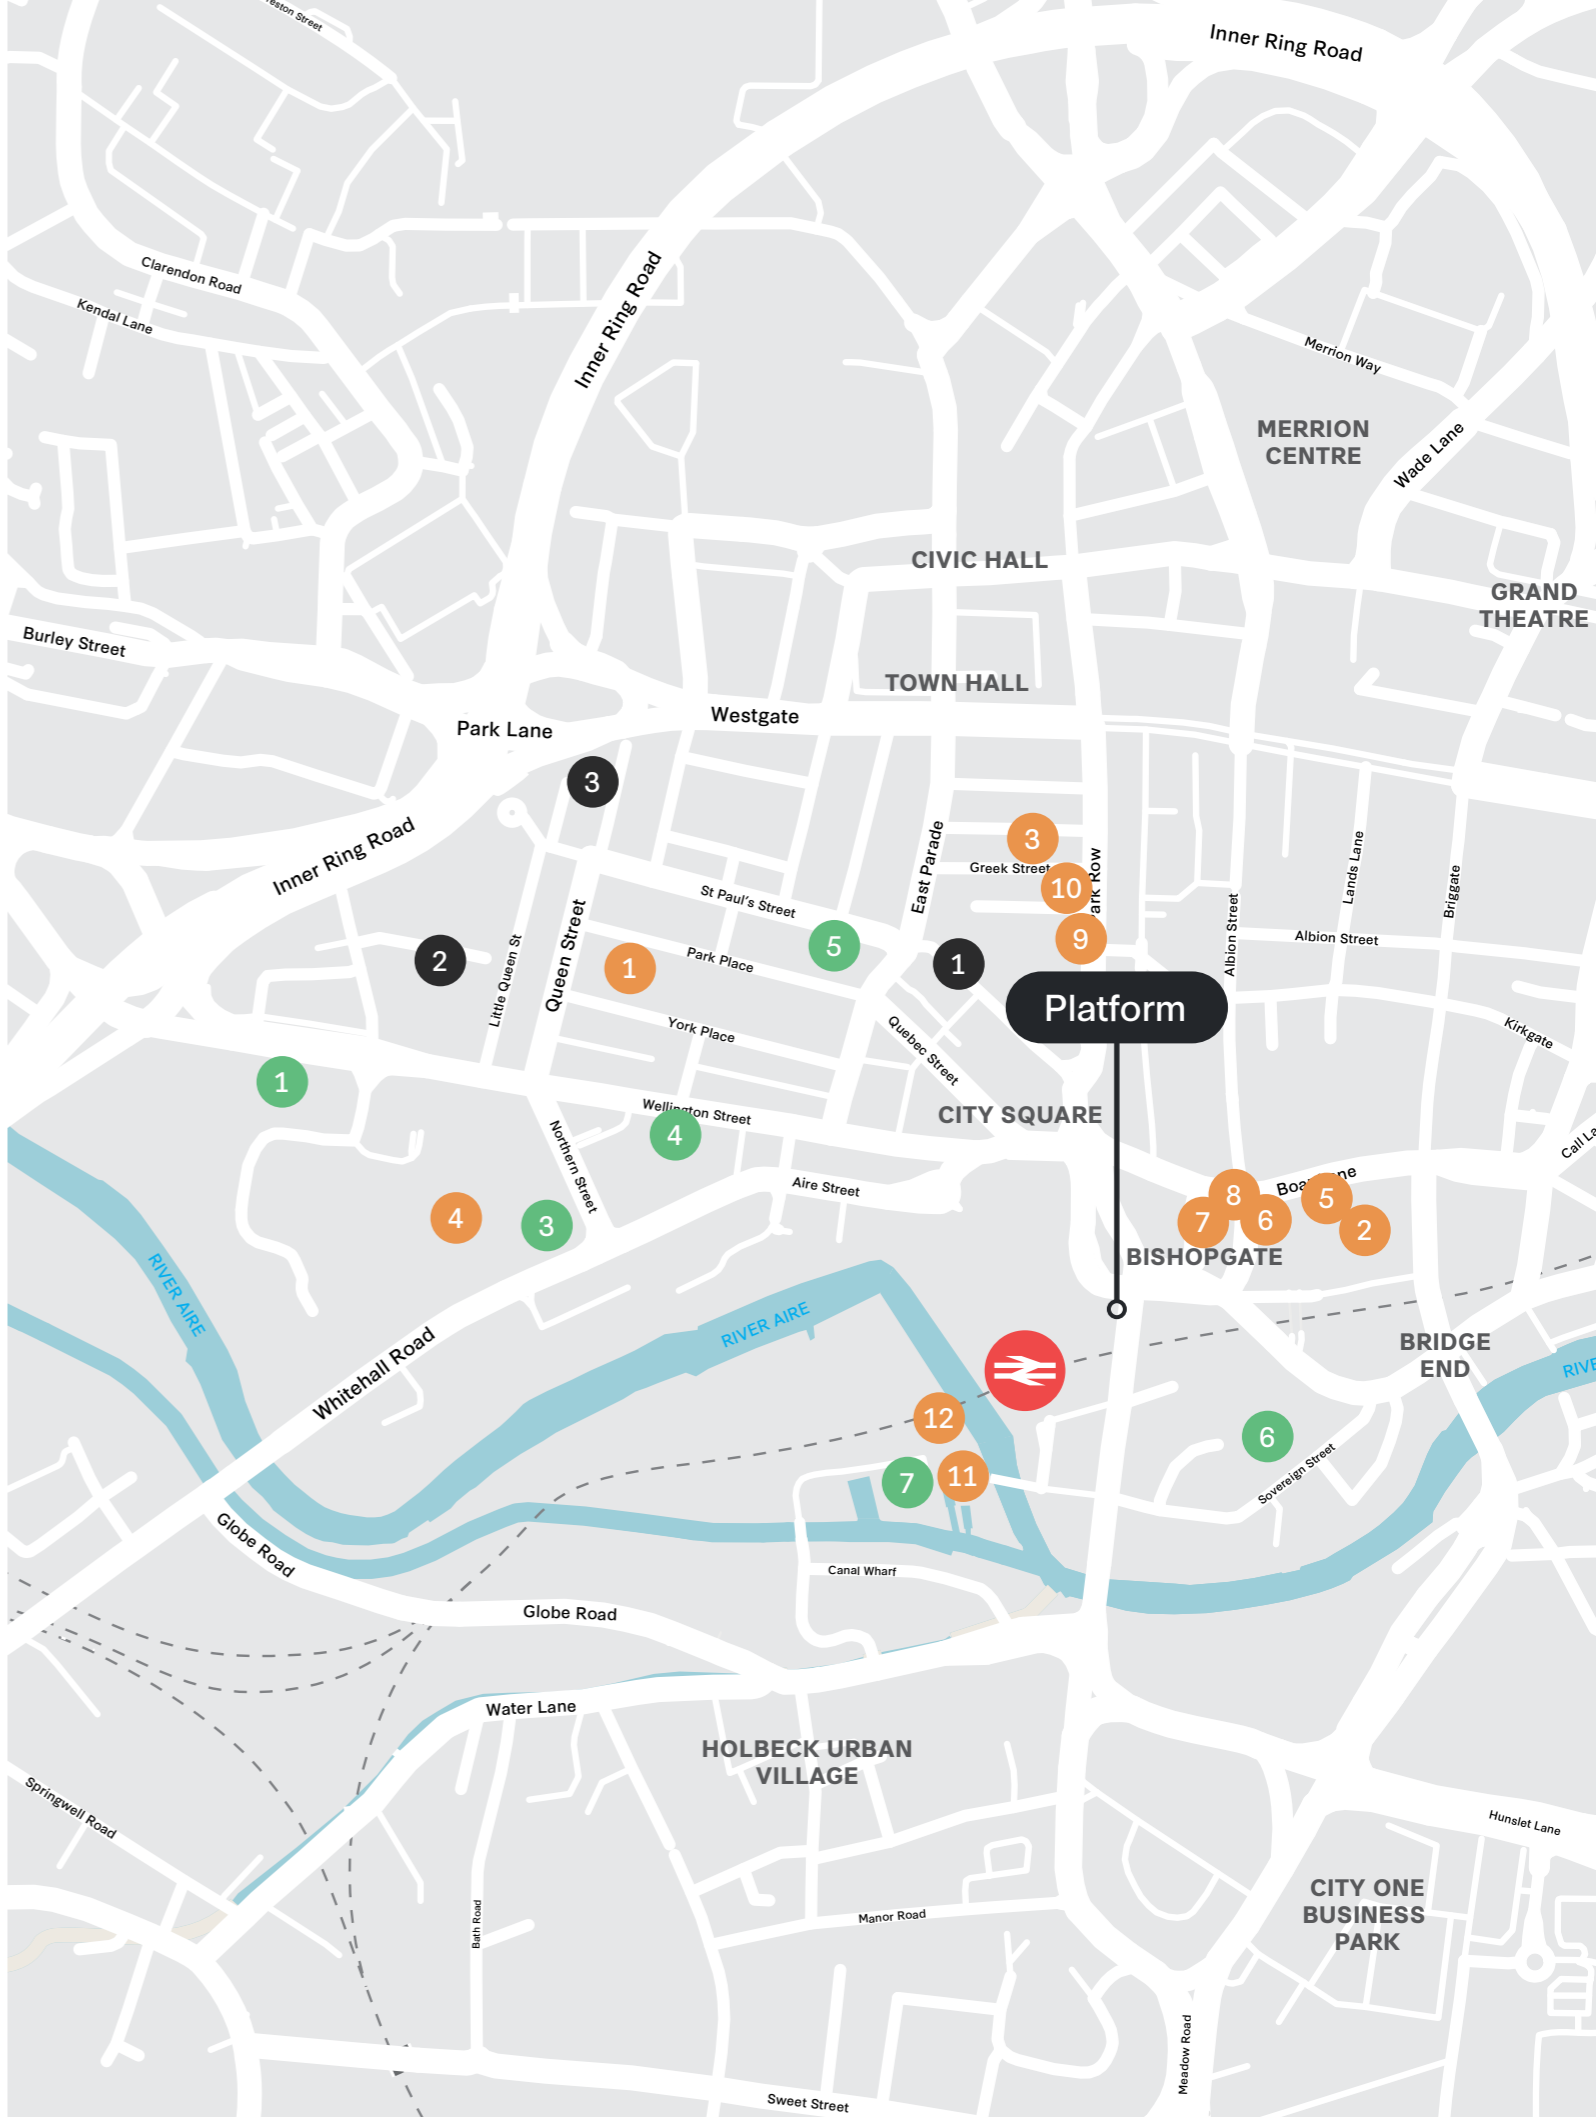 Inner Ring Road
Clarendon Road
Kendal Lane
Inner Ring Road
Merrion Way
MERRION
CENTRE
Wade Lane
CIVIC HALL
GRAND
THEATRE
Burley Street
TOWN HALL
Park Lane
Westgate
3
Inner Ring Road
3
Greek Street
10
East Parade
Park Row
9
Lands Lane
Briggate
Albion Street
Albion Street
St Paul's Street
5
1
2
Little Queen St
Queen Street
1
Park Place
Platform
York Place
Quebec Street
Kirkgate
1
Wellington Street
4
CITY SQUARE
Northern Street
4
3
Aire Street
8
7
6
5
2
BISHOPGATE
RIVER AIRE
RIVER AIRE
Whitehall Road
BRIDGE
END
12
7
11
6
Sovereign Street
Globe Road
Canal Wharf
Globe Road
Water Lane
HOLBECK URBAN
VILLAGE
Springwell Road
Hunslet Lane
CITY ONE
BUSINESS
PARK
Bath Road
Manor Road
Meadow Road
Sweet Street